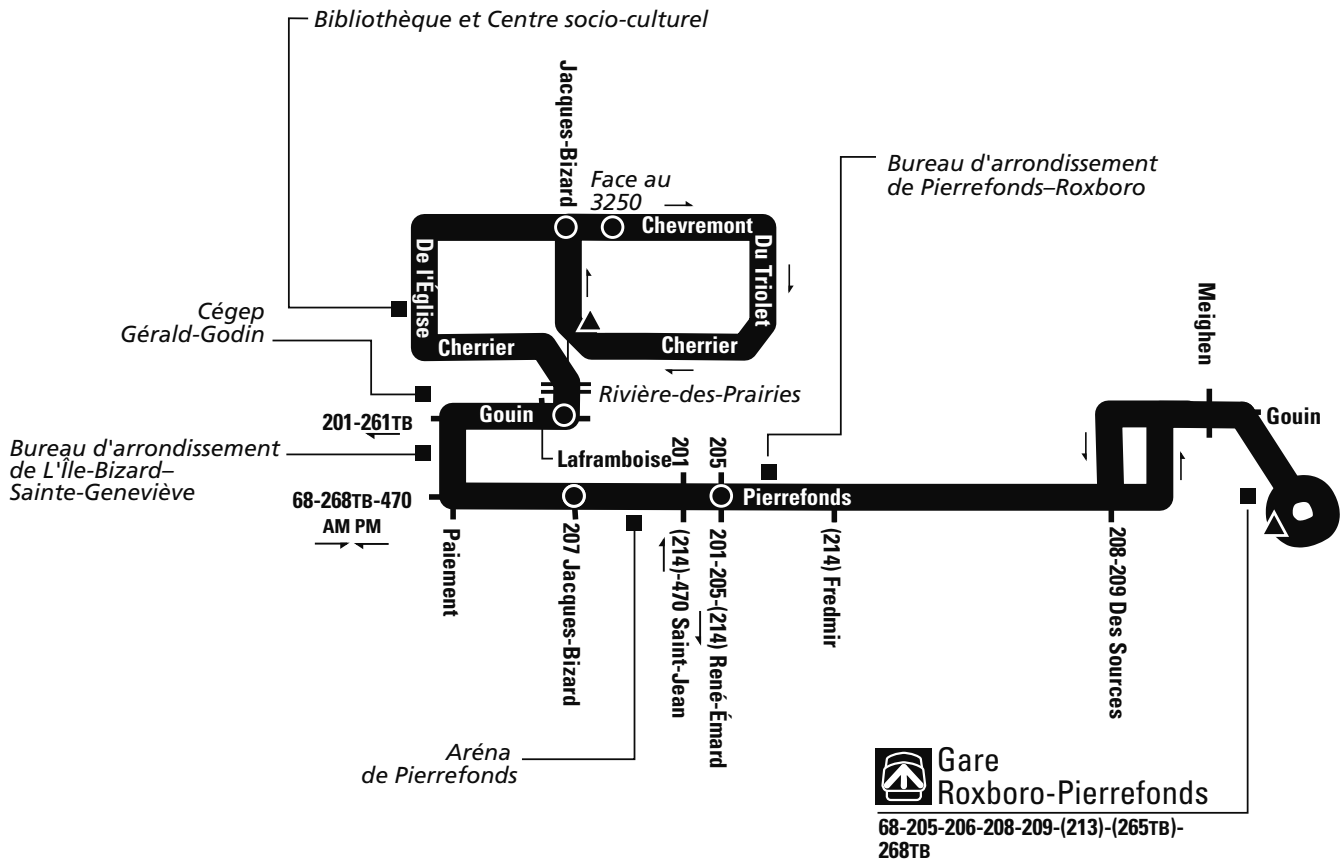 Bibliothèque et Centre socio-culturel
Jacques-Bizard
Face au
3250
Chevremont
Bureau d'arrondissement
de Pierrefonds–Roxboro
De l'Église
Du Triolet
Cégep
Gérald-Godin
Cherrier
Cherrier
Meighen
Rivière-des-Prairies
Gouin
Gouin
201-261TB
Bureau d'arrondissement
de L'Île-Bizard–
Sainte-Geneviève
Laframboise
201
205
68-268TB-470
AM PM
Pierrefonds
Paiement
207 Jacques-Bizard
(214)-470 Saint-Jean
201-205-(214) René-Émard
(214) Fredmir
208-209 Des Sources
Aréna
de Pierrefonds
Gare
Roxboro-Pierrefonds
68-205-206-208-209-(213)-(265TB)-
268TB